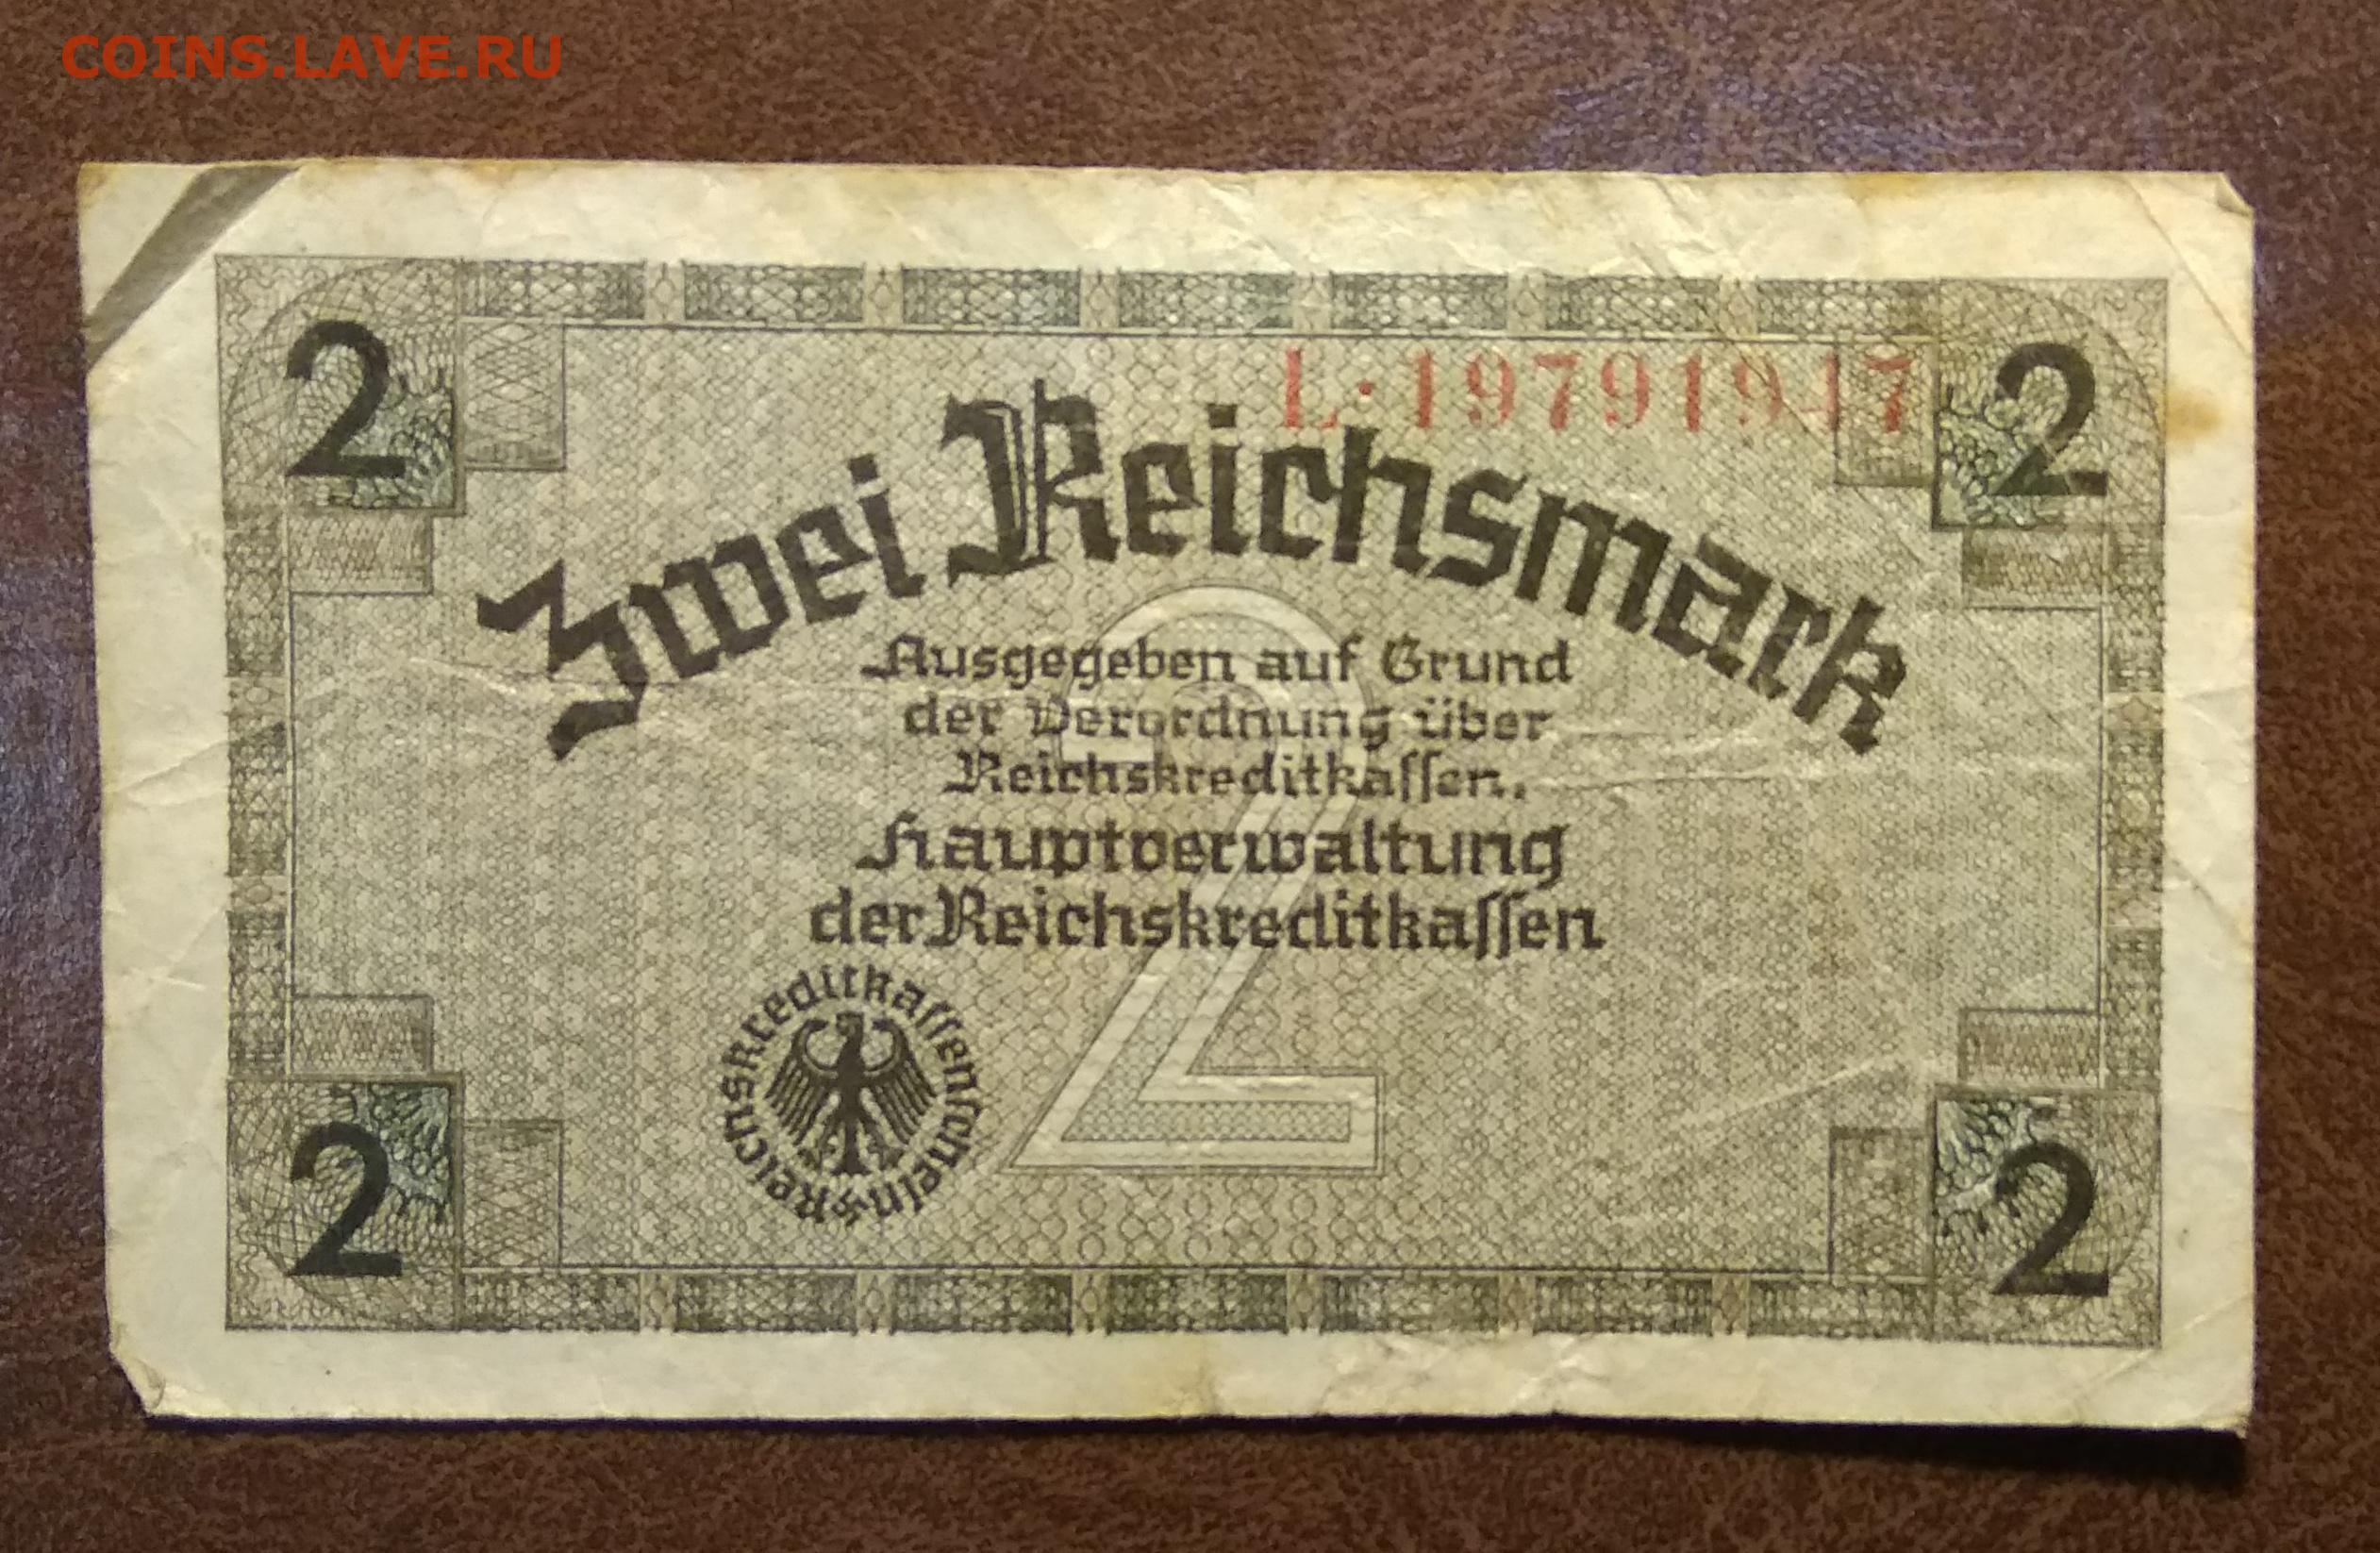 COINS.LAVE.RU
2
2
L·19791947
Zwei Reichsmark
Ausgegeben auf Grund
der Verordnung über
Reichskreditkaſſen.
Hauptverwaltung
der Reichskreditkaſſen
Reichskreditkaſſenſchein
2
2
2